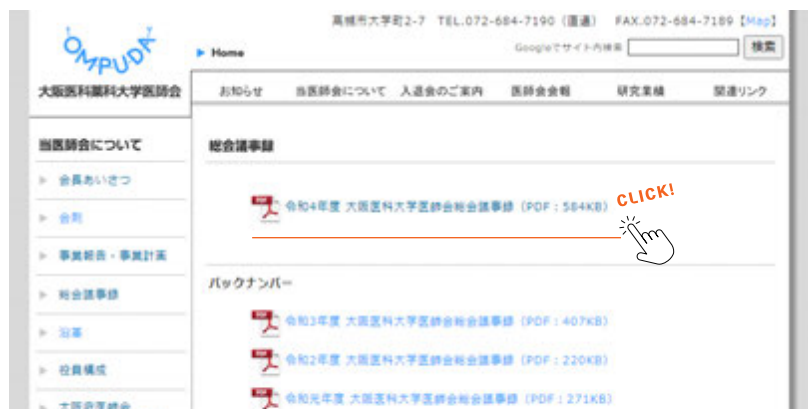 高槻市大学町2-7 TEL.072-684-7190（直通） FAX.072-684-7189【Map】
OMPUDA
Home
Googleでサイト内検索
検索
大阪医科薬科大学医師会
お知らせ 当医師会について 入退会のご案内 医師会会報 研究業績 関連リンク
当医師会について
総会議事録
会長あいさつ
会則
事業報告・事業計画
総会議事録
沿革
役員構成
大阪府医師会
令和4年度 大阪医科大学医師会総会議事録（PDF：584KB）
CLICK!
バックナンバー
令和3年度 大阪医科大学医師会総会議事録（PDF：407KB）
令和2年度 大阪医科大学医師会総会議事録（PDF：220KB）
令和元年度 大阪医科大学医師会総会議事録（PDF：271KB）